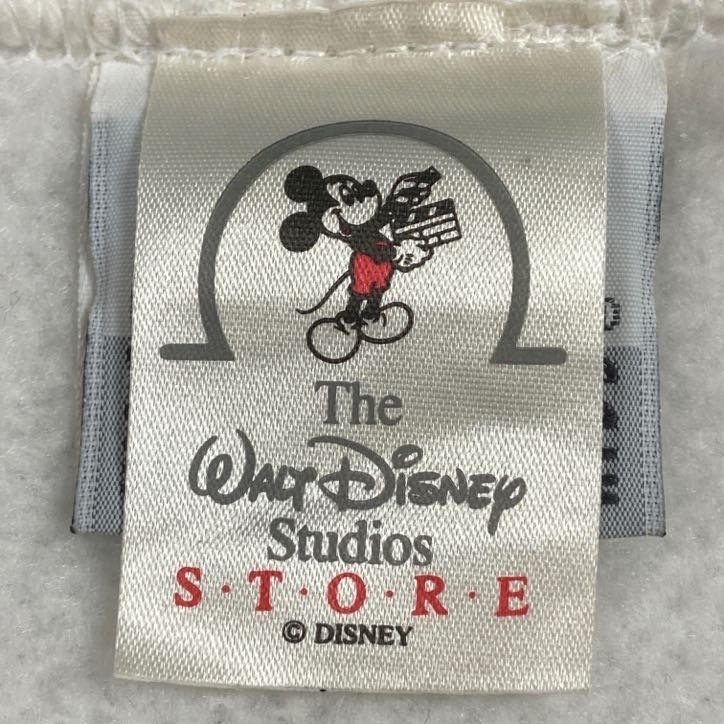 The
WALT DISNEY
Studios
S·T·O·R·E
© DISNEY